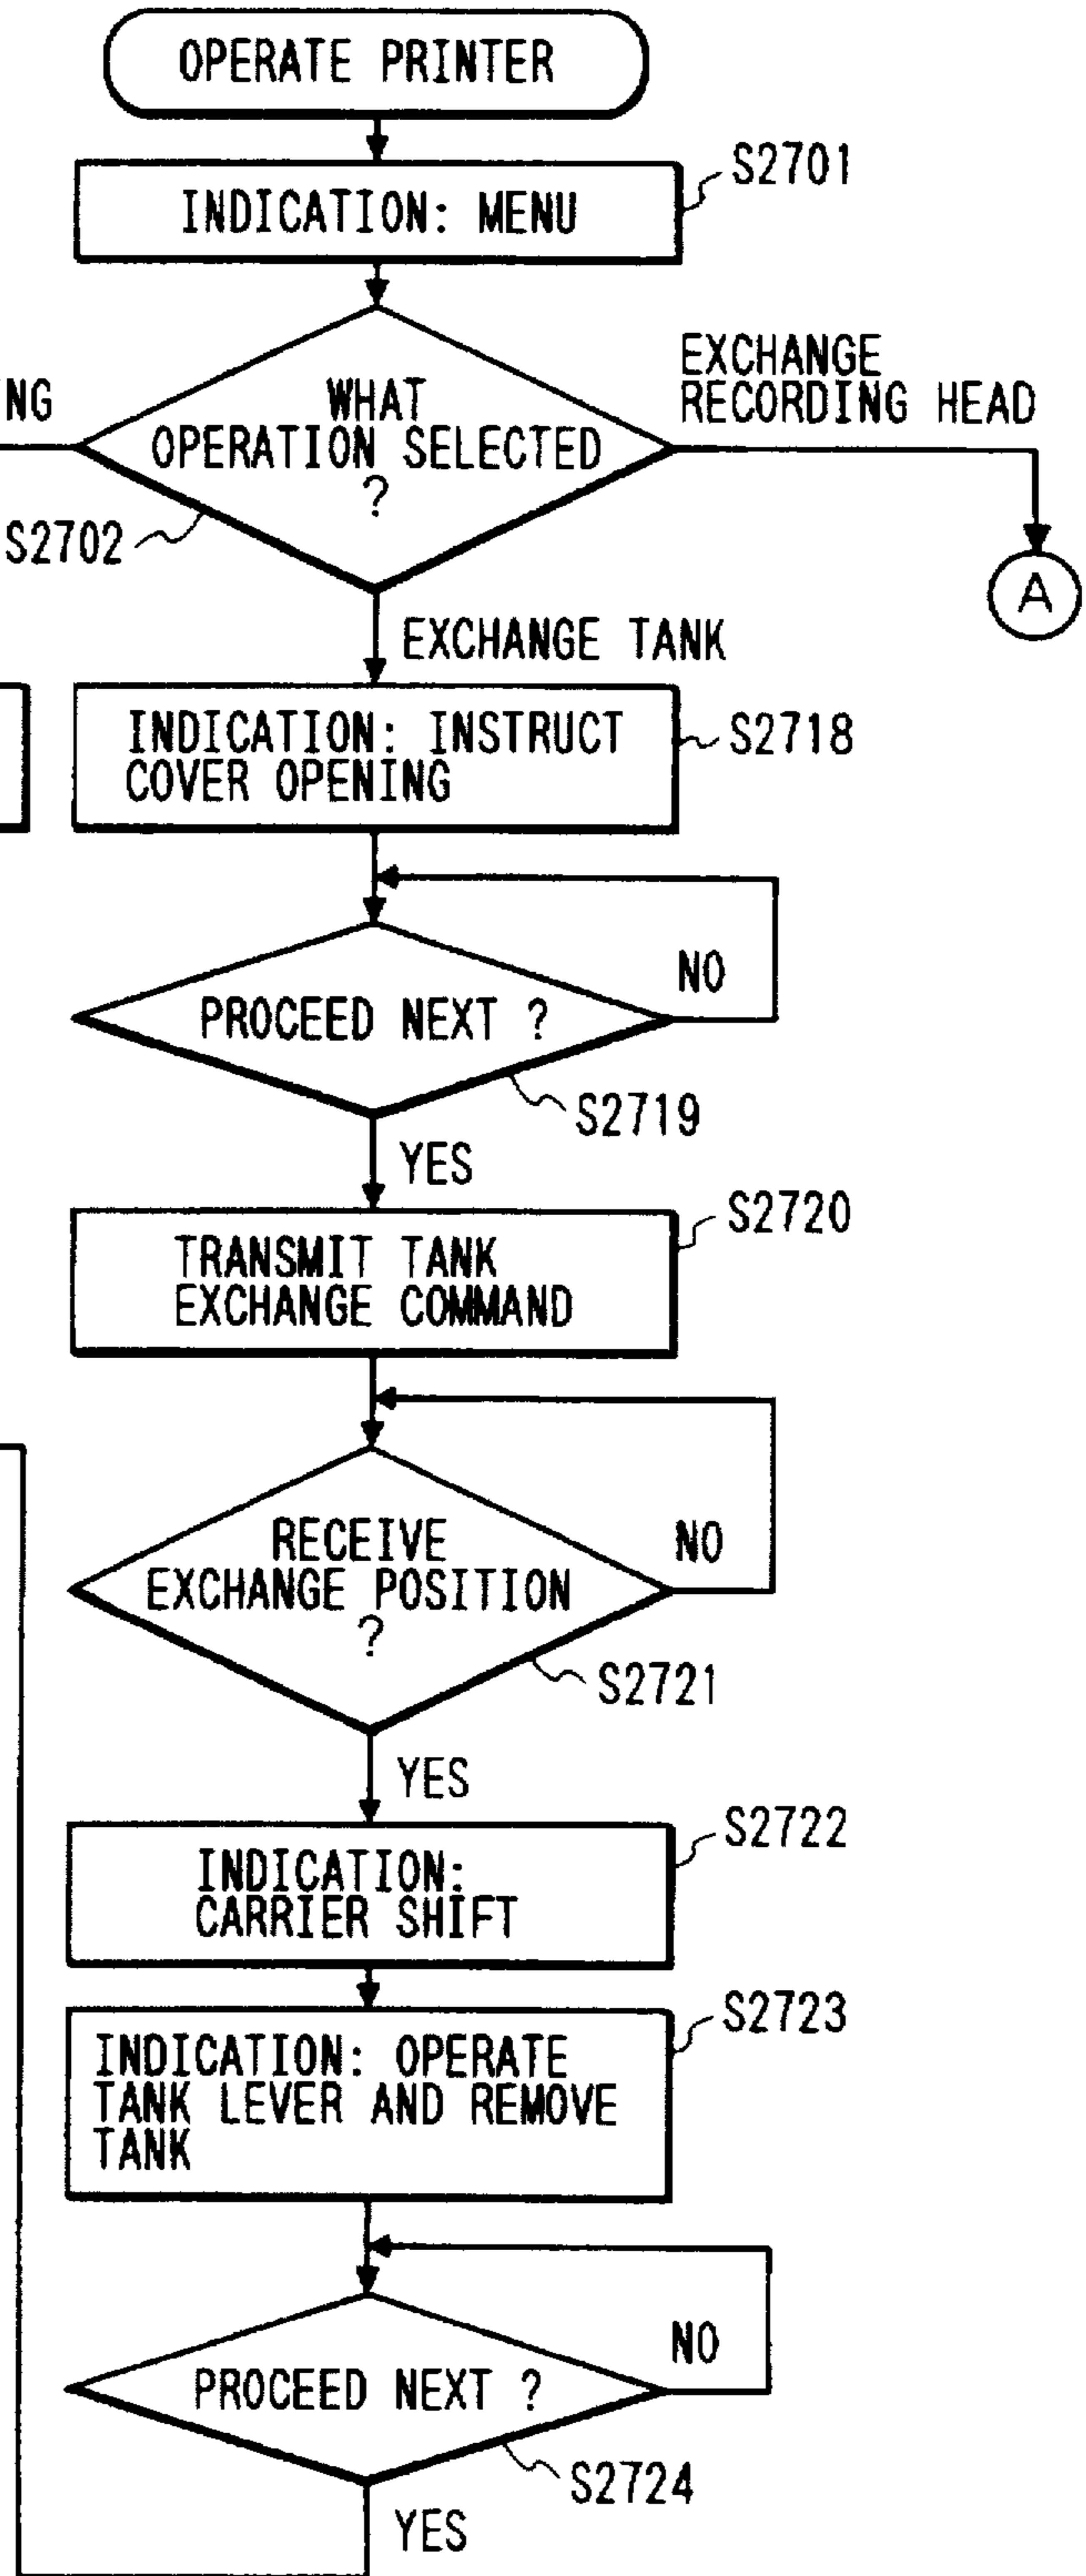 OPERATE PRINTER
S2701
INDICATION: MENU
EXCHANGE
RECORDING HEAD
NG
WHAT
OPERATION SELECTED
?
S2702
A
EXCHANGE TANK
INDICATION: INSTRUCT
COVER OPENING
S2718
NO
PROCEED NEXT ?
S2719
YES
S2720
TRANSMIT TANK
EXCHANGE COMMAND
RECEIVE
EXCHANGE POSITION
?
NO
S2721
YES
S2722
INDICATION:
CARRIER SHIFT
S2723
INDICATION: OPERATE
TANK LEVER AND REMOVE
TANK
NO
PROCEED NEXT ?
S2724
YES